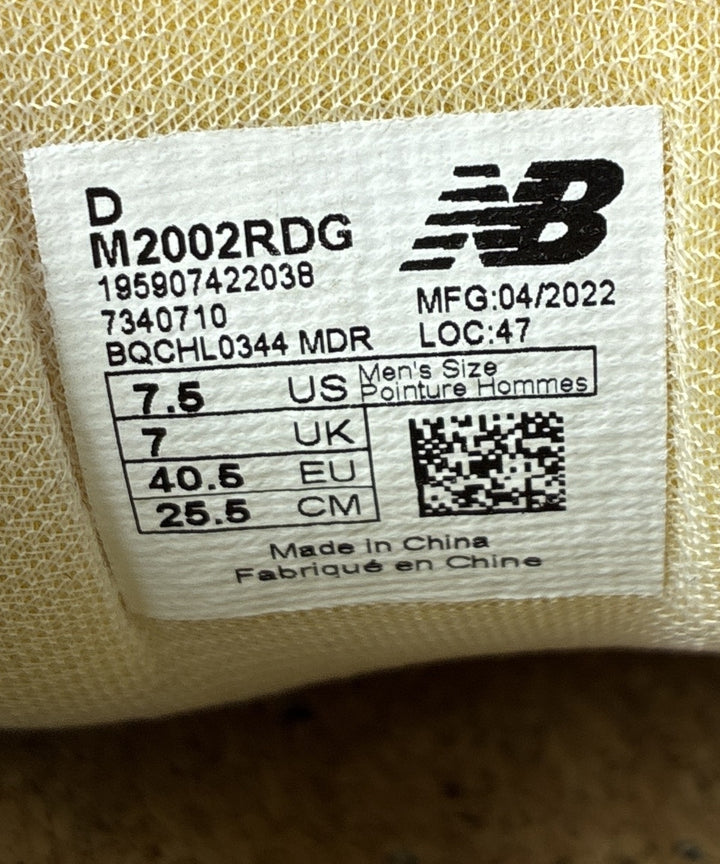 D
M2002RDG
195907422038
7340710
BQCHL0344 MDR
NB
MFG:04/2022
LOC:47
7.5 US Men's Size
Pointure Hommes
7 UK
40.5 EU
25.5 CM
Made in China
Fabriqué en Chine